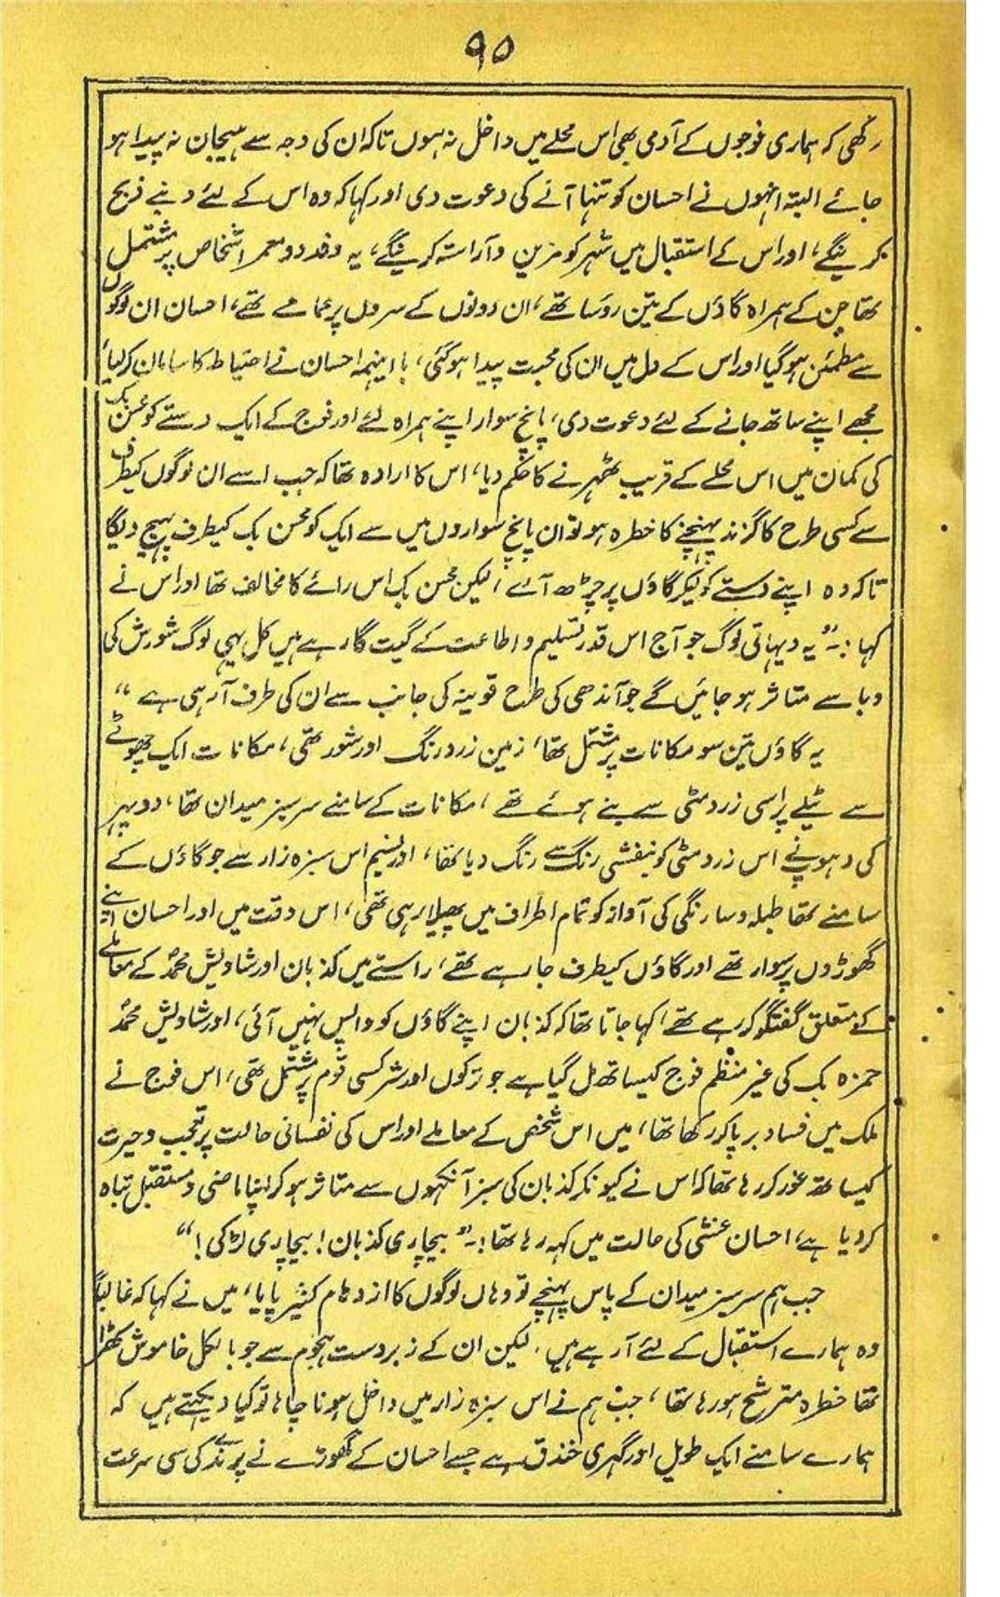 ۹۵
رکھی کہ ہماری فوجوں کے آدمی بھی اس محلے میں داخل نہ ہوں تاکہ ان کی وجہ سے ہیجان نہ پیدا ہو
جائے البتہ انہوں نے احسان کو تنہا آنے کی دعوت دی اور کہا کہ وہ اس کے لئے دنبے ذبح
کرینگے، اور اس کے استقبال میں شہر کو مزین و آراستہ کرینگے، یہ وفد دو معمر اشخاص پر مشتمل
تھا جن کے ہمراہ گاؤں کے تین روسا تھے، ان دونوں کے سروں پر عمامے تھے، احسان ان لوگوں
سے مطمئن ہو گیا اور اس کے دل میں ان کی محبت پیدا ہو گئی، با اینہمہ احسان نے احتیاط کا سامان کر لیا
مجھے اپنے ساتھ جانے کے لئے دعوت دی، پانچ سوار اپنے ہمراہ لئے اور فوج کے ایک دستے کو محسن بک
کی کمان میں اس محلے کے قریب ٹھہرنے کا حکم دیا، اس کا ارادہ تھا کہ جب اسے ان لوگوں کیطرف
سے کسی طرح کا گزند پہنچنے کا خطرہ ہو تو ان پانچ سواروں میں سے ایک کو محسن بک کیطرف بھیج دیگا
تاکہ وہ اپنے دستے کو لیکر گاؤں پر چڑھ آئے، لیکن محسن بک اس رائے کا مخالف تھا اور اس نے
کہا :۔ ”یہ دیہاتی لوگ جو آج اس قدر تسلیم و اطاعت کے گیت گا رہے ہیں کل یہی لوگ شورش کی
وبا سے متاثر ہو جائیں گے جو آندھی کی طرح قونیہ کی جانب سے ان کی طرف آ رہی ہے“
یہ گاؤں تین سو مکانات پر مشتمل تھا، زمین زرد رنگ اور شور تھی، مکانات ایک چھوٹے
سے ٹیلے پر اسی زرد مٹی سے بنے ہوئے تھے، مکانات کے سامنے سرسبز میدان تھا، دوپہر
کی دھوپنے اس زرد مٹی کو بنفشی رنگ سے رنگ دیا تھا، اور نسیم اس سبزہ زار سے جو گاؤں کے
سامنے تھا طبلہ و سارنگی کی آواز کو تمام اطراف میں پھیلا رہی تھی، اس وقت میں اور احسان اپنے
گھوڑوں پر سوار تھے اور گاؤں کیطرف جا رہے تھے، راستے میں کذبان اور شاویش محمد کے معاملے
کے متعلق گفتگو کر رہے تھے، کہا جاتا تھا کہ کذبان اپنے گاؤں کو واپس نہیں آئی، اور شاویش محمد
حمزہ بک کی غیر منظم فوج کیساتھ مل گیا ہے جو ترکوں اور شرکسی قوم پر مشتمل تھی، اس فوج نے
ملک میں فساد برپا کر رکھا تھا، میں اس شخص کے معاملے اور اس کی نفسانی حالت پر تعجب و حیرت
کیساتھ غور کر رہا تھا کہ اس نے کیونکر کذبان کی سبز آنکھوں سے متاثر ہو کر اپنا ماضی و مستقبل تباہ
کر دیا ہے، احسان غشی کی حالت میں کہہ رہا تھا :۔ ”بیچاری کذبان! بیچاری لڑکی!“
جب ہم سرسبز میدان کے پاس پہنچے تو وہاں لوگوں کا ازدہام کثیر پایا، میں نے کہا کہ غالباً
وہ ہمارے استقبال کے لئے آ رہے ہیں، لیکن ان کے زبردست ہجوم سے جو بالکل خاموش کھڑا
تھا خطرہ مترشح ہو رہا تھا، جب ہم نے اس سبزہ زار میں داخل ہونا چاہا تو کیا دیکھتے ہیں کہ
ہمارے سامنے ایک طویل اور گہری خندق ہے جسے احسان کے گھوڑے نے پرندے کی سی سرعت